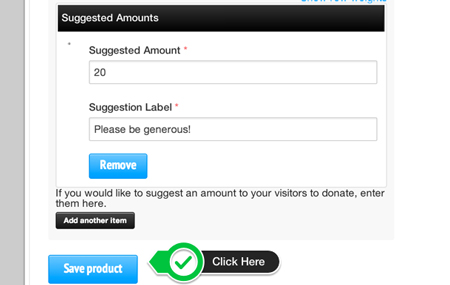 Show row weights
Suggested Amounts
Suggested Amount *
20
Suggestion Label *
Please be generous!
Remove
If you would like to suggest an amount to your visitors to donate, enter
them here.
Add another item
Save product
Click Here